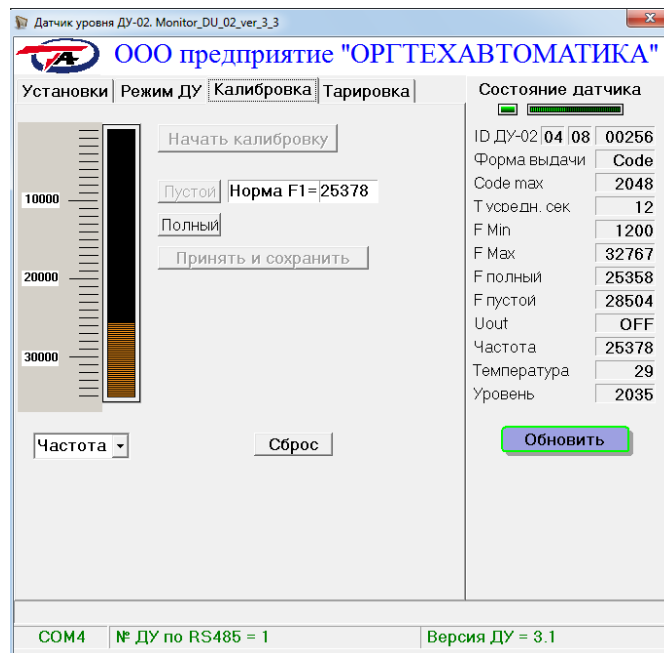 Датчик уровня ДУ-02. Monitor_DU_02_ver_3_3
ТА ООО предприятие "ОРГТЕХАВТОМАТИКА"
Установки Режим ДУ Калибровка Тарировка
Состояние датчика
Начать калибровку
Пустой Норма F1= 25378
Полный
Принять и сохранить
10000
20000
30000
Частота
Сброс
ID ДУ-02 04 08 00256
Форма выдачи Code
Code max 2048
T усредн. сек 12
F Min 1200
F Max 32767
F полный 25358
F пустой 28504
Uout OFF
Частота 25378
Температура 29
Уровень 2035
Обновить
COM4 № ДУ по RS485 = 1 Версия ДУ = 3.1